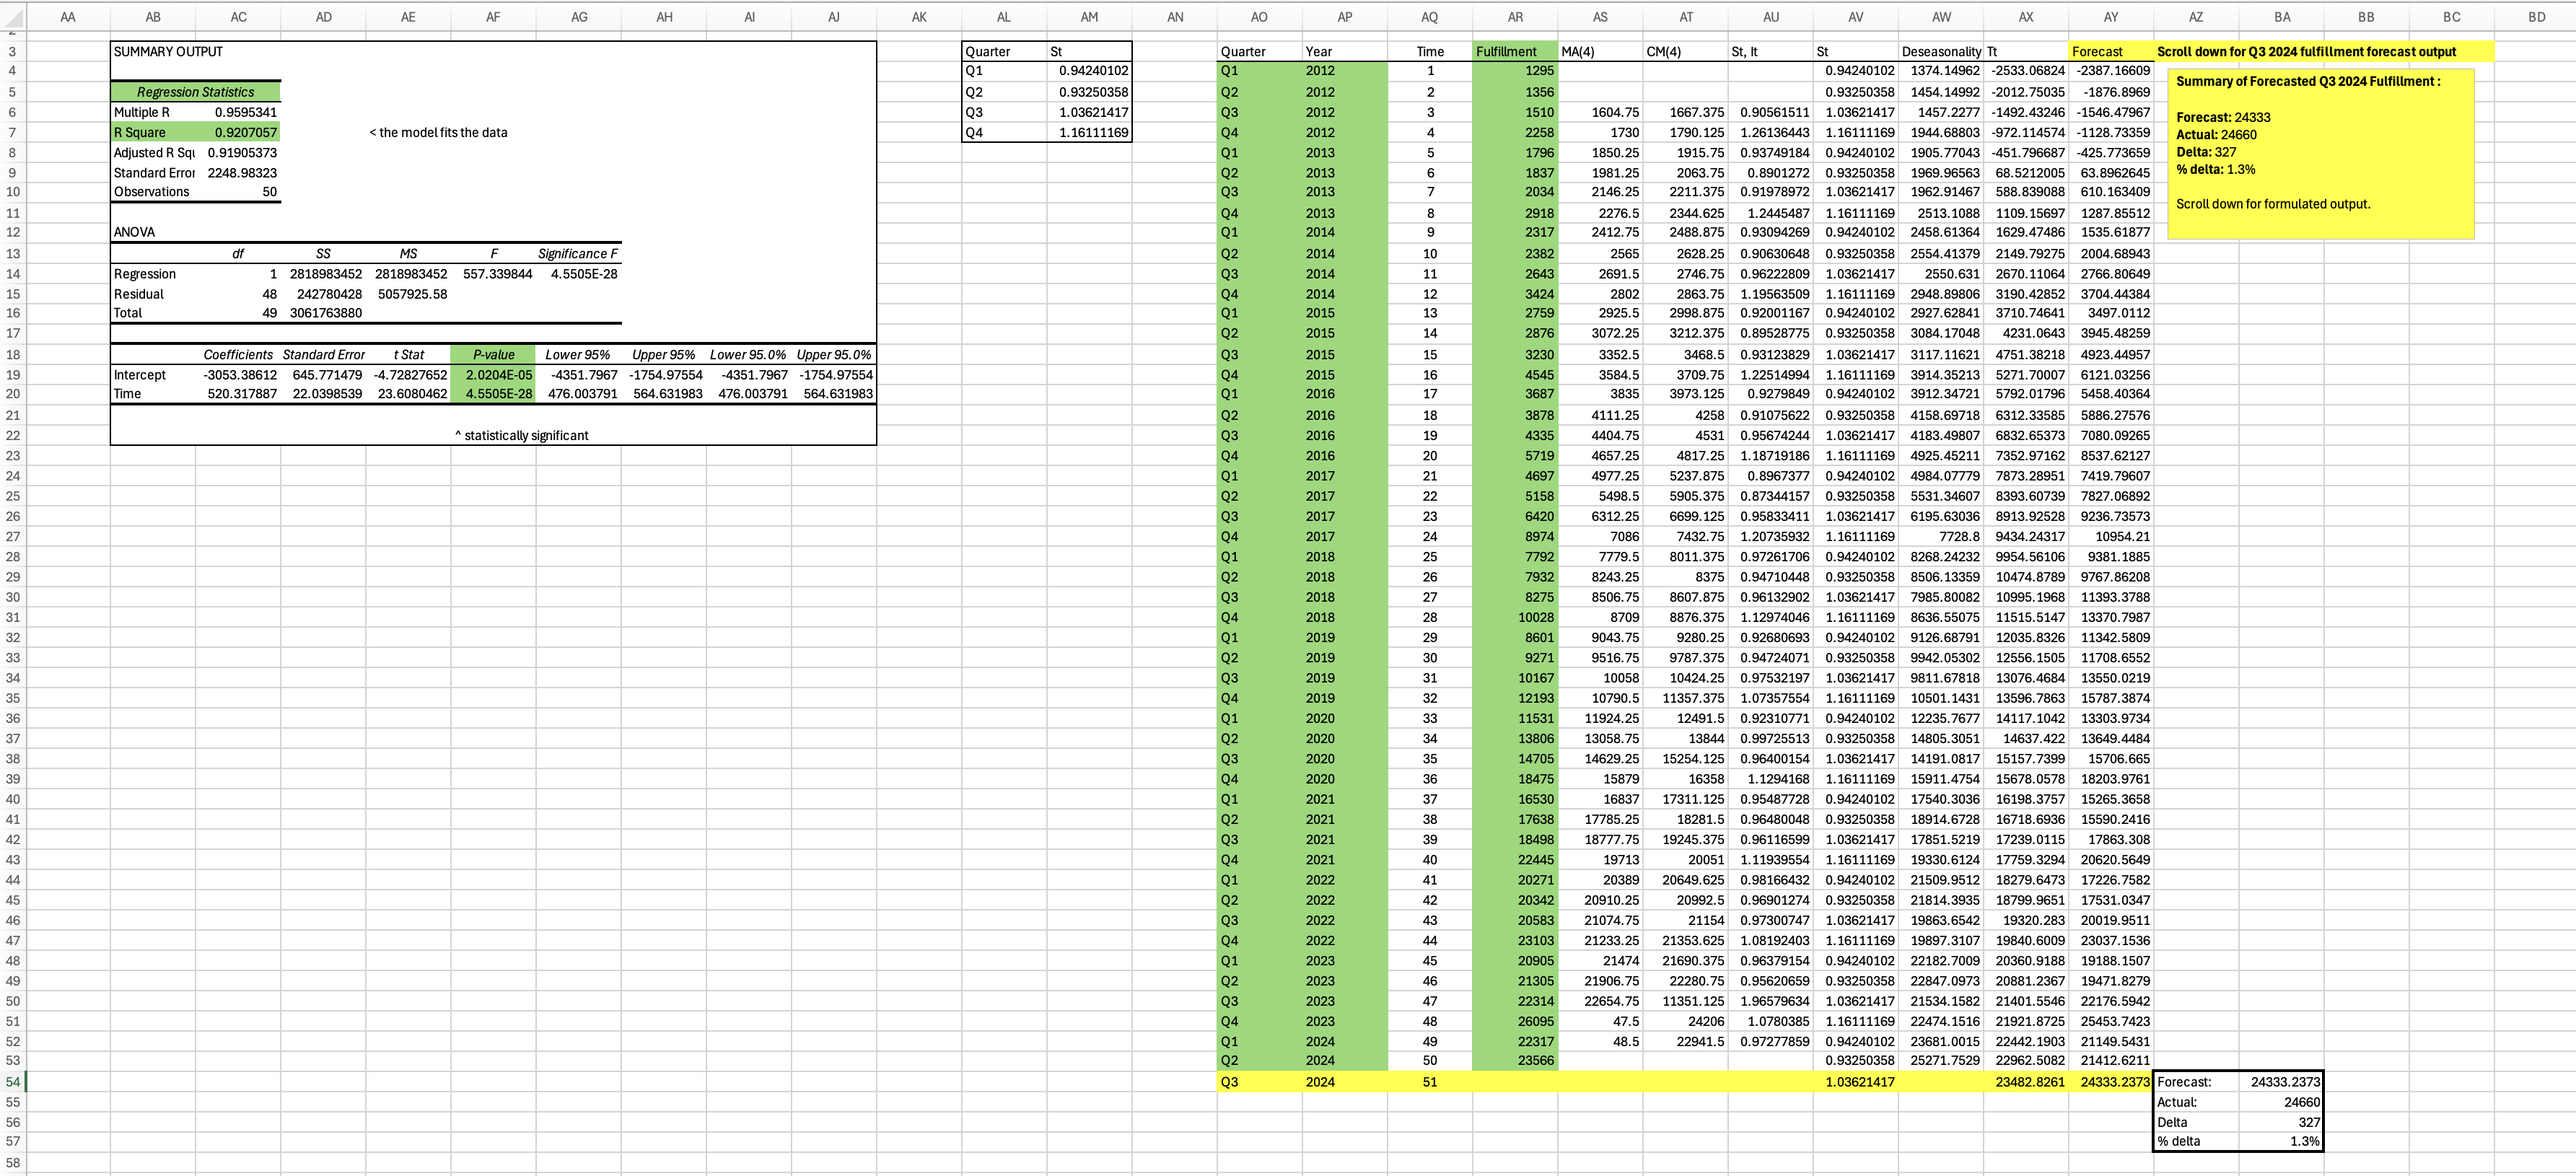 AA AB AC AD AE AF AG AH AI AJ AK AL AM AN AO AP AQ AR AS AT AU AV AW AX AY AZ BA BB BC BD
3 SUMMARY OUTPUT Quarter St Quarter Year Time Fulfillment MA(4) CM(4) St, It St Deseasonality Tt Forecast Scroll down for Q3 2024 fulfillment forecast output
4 Q1 0.94240102 Q1 2012 1 1295 0.94240102 1374.14962 -2533.06824 -2387.16609
Summary of Forecasted Q3 2024 Fulfillment :
5 Regression Statistics Q2 0.93250358 Q2 2012 2 1356 0.93250358 1454.14992 -2012.75035 -1876.8969
6 Multiple R 0.9595341 Q3 1.03621417 Q3 2012 3 1510 1604.75 1667.375 0.90561511 1.03621417 1457.2277 -1492.43246 -1546.47967
Forecast: 24333
7 R Square 0.9207057 < the model fits the data Q4 1.16111169 Q4 2012 4 2258 1730 1790.125 1.26136443 1.16111169 1944.68803 -972.114574 -1128.73359
Actual: 24660
8 Adjusted R Squ 0.91905373 Q1 2013 5 1796 1850.25 1915.75 0.93749184 0.94240102 1905.77043 -451.796687 -425.773659
Delta: 327
9 Standard Error 2248.98323 Q2 2013 6 1837 1981.25 2063.75 0.8901272 0.93250358 1969.96563 68.5212005 63.8962645
% delta: 1.3%
10 Observations 50 Q3 2013 7 2034 2146.25 2211.375 0.91978972 1.03621417 1962.91467 588.839088 610.163409
Scroll down for formulated output.
11 Q4 2013 8 2918 2276.5 2344.625 1.2445487 1.16111169 2513.1088 1109.15697 1287.85512
12 ANOVA Q1 2014 9 2317 2412.75 2488.875 0.93094269 0.94240102 2458.61364 1629.47486 1535.61877
13 df SS MS F Significance F Q2 2014 10 2382 2565 2628.25 0.90630648 0.93250358 2554.41379 2149.79275 2004.68943
14 Regression 1 2818983452 2818983452 557.339844 4.5505E-28 Q3 2014 11 2643 2691.5 2746.75 0.96222809 1.03621417 2550.631 2670.11064 2766.80649
15 Residual 48 242780428 5057925.58 Q4 2014 12 3424 2802 2863.75 1.19563509 1.16111169 2948.89806 3190.42852 3704.44384
16 Total 49 3061763880 Q1 2015 13 2759 2925.5 2998.875 0.92001167 0.94240102 2927.62841 3710.74641 3497.0112
17 Q2 2015 14 2876 3072.25 3212.375 0.89528775 0.93250358 3084.17048 4231.0643 3945.48259
18 Coefficients Standard Error t Stat P-value Lower 95% Upper 95% Lower 95.0% Upper 95.0% Q3 2015 15 3230 3352.5 3468.5 0.93123829 1.03621417 3117.11621 4751.38218 4923.44957
19 Intercept -3053.38612 645.771479 -4.72827652 2.0204E-05 -4351.7967 -1754.97554 -4351.7967 -1754.97554 Q4 2015 16 4545 3584.5 3709.75 1.22514994 1.16111169 3914.35213 5271.70007 6121.03256
20 Time 520.317887 22.0398539 23.6080462 4.5505E-28 476.003791 564.631983 476.003791 564.631983 Q1 2016 17 3687 3835 3973.125 0.9279849 0.94240102 3912.34721 5792.01796 5458.40364
21 Q2 2016 18 3878 4111.25 4258 0.91075622 0.93250358 4158.69718 6312.33585 5886.27576
22 ^ statistically significant Q3 2016 19 4335 4404.75 4531 0.95674244 1.03621417 4183.49807 6832.65373 7080.09265
23 Q4 2016 20 5719 4657.25 4817.25 1.18719186 1.16111169 4925.45211 7352.97162 8537.62127
24 Q1 2017 21 4697 4977.25 5237.875 0.8967377 0.94240102 4984.07779 7873.28951 7419.79607
25 Q2 2017 22 5158 5498.5 5905.375 0.87344157 0.93250358 5531.34607 8393.60739 7827.06892
26 Q3 2017 23 6420 6312.25 6699.125 0.95833411 1.03621417 6195.63036 8913.92528 9236.73573
27 Q4 2017 24 8974 7086 7432.75 1.20735932 1.16111169 7728.8 9434.24317 10954.21
28 Q1 2018 25 7792 7779.5 8011.375 0.97261706 0.94240102 8268.24232 9954.56106 9381.1885
29 Q2 2018 26 7932 8243.25 8375 0.94710448 0.93250358 8506.13359 10474.8789 9767.86208
30 Q3 2018 27 8275 8506.75 8607.875 0.96132902 1.03621417 7985.80082 10995.1968 11393.3788
31 Q4 2018 28 10028 8709 8876.375 1.12974046 1.16111169 8636.55075 11515.5147 13370.7987
32 Q1 2019 29 8601 9043.75 9280.25 0.92680693 0.94240102 9126.68791 12035.8326 11342.5809
33 Q2 2019 30 9271 9516.75 9787.375 0.94724071 0.93250358 9942.05302 12556.1505 11708.6552
34 Q3 2019 31 10167 10058 10424.25 0.97532197 1.03621417 9811.67818 13076.4684 13550.0219
35 Q4 2019 32 12193 10790.5 11357.375 1.07357554 1.16111169 10501.1431 13596.7863 15787.3874
36 Q1 2020 33 11531 11924.25 12491.5 0.92310771 0.94240102 12235.7677 14117.1042 13303.9734
37 Q2 2020 34 13806 13058.75 13844 0.99725513 0.93250358 14805.3051 14637.422 13649.4484
38 Q3 2020 35 14705 14629.25 15254.125 0.96400154 1.03621417 14191.0817 15157.7399 15706.665
39 Q4 2020 36 18475 15879 16358 1.1294168 1.16111169 15911.4754 15678.0578 18203.9761
40 Q1 2021 37 16530 16837 17311.125 0.95487728 0.94240102 17540.3036 16198.3757 15265.3658
41 Q2 2021 38 17638 17785.25 18281.5 0.96480048 0.93250358 18914.6728 16718.6936 15590.2416
42 Q3 2021 39 18498 18777.75 19245.375 0.96116599 1.03621417 17851.5219 17239.0115 17863.308
43 Q4 2021 40 22445 19713 20051 1.11939554 1.16111169 19330.6124 17759.3294 20620.5649
44 Q1 2022 41 20271 20389 20649.625 0.98166432 0.94240102 21509.9512 18279.6473 17226.7582
45 Q2 2022 42 20342 20910.25 20992.5 0.96901274 0.93250358 21814.3935 18799.9651 17531.0347
46 Q3 2022 43 20583 21074.75 21154 0.97300747 1.03621417 19863.6542 19320.283 20019.9511
47 Q4 2022 44 23103 21233.25 21353.625 1.08192403 1.16111169 19897.3107 19840.6009 23037.1536
48 Q1 2023 45 20905 21474 21690.375 0.96379154 0.94240102 22182.7009 20360.9188 19188.1507
49 Q2 2023 46 21305 21906.75 22280.75 0.95620659 0.93250358 22847.0973 20881.2367 19471.8279
50 Q3 2023 47 22314 22654.75 11351.125 1.96579634 1.03621417 21534.1582 21401.5546 22176.5942
51 Q4 2023 48 26095 47.5 24206 1.0780385 1.16111169 22474.1516 21921.8725 25453.7423
52 Q1 2024 49 22317 48.5 22941.5 0.97277859 0.94240102 23681.0015 22442.1903 21149.5431
53 Q2 2024 50 23566 0.93250358 25271.7529 22962.5082 21412.6211
54 Q3 2024 51 1.03621417 23482.8261 24333.2373 Forecast: 24333.2373
55 Actual: 24660
56 Delta 327
57 % delta 1.3%
58